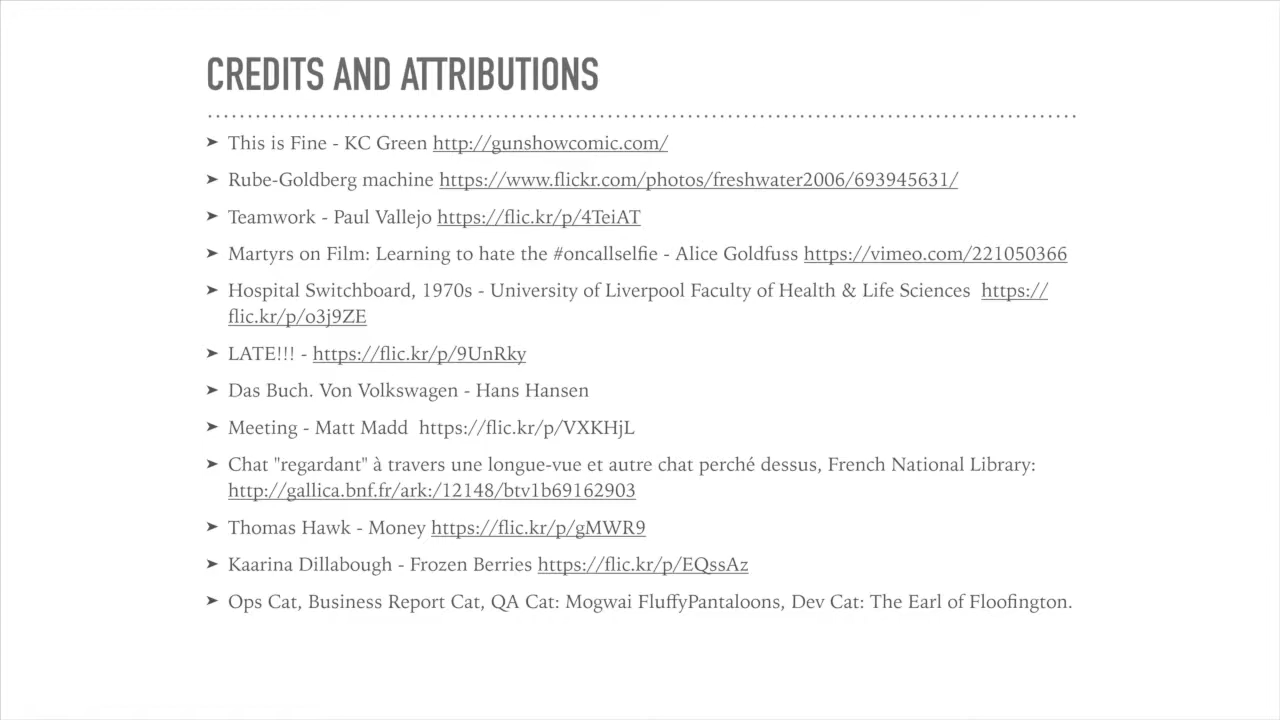 CREDITS AND ATTRIBUTIONS
➤ This is Fine - KC Green http://gunshowcomic.com/
➤ Rube-Goldberg machine https://www.flickr.com/photos/freshwater2006/693945631/
➤ Teamwork - Paul Vallejo https://flic.kr/p/4TeiAT
➤ Martyrs on Film: Learning to hate the #oncallselfie - Alice Goldfuss https://vimeo.com/221050366
➤ Hospital Switchboard, 1970s - University of Liverpool Faculty of Health & Life Sciences https://
flic.kr/p/o3j9ZE
➤ LATE!!! - https://flic.kr/p/9UnRky
➤ Das Buch. Von Volkswagen - Hans Hansen
➤ Meeting - Matt Madd https://flic.kr/p/VXKHjL
➤ Chat "regardant" à travers une longue-vue et autre chat perché dessus, French National Library:
http://gallica.bnf.fr/ark:/12148/btv1b69162903
➤ Thomas Hawk - Money https://flic.kr/p/gMWR9
➤ Kaarina Dillabough - Frozen Berries https://flic.kr/p/EQssAz
➤ Ops Cat, Business Report Cat, QA Cat: Mogwai FluffyPantaloons, Dev Cat: The Earl of Floofington.